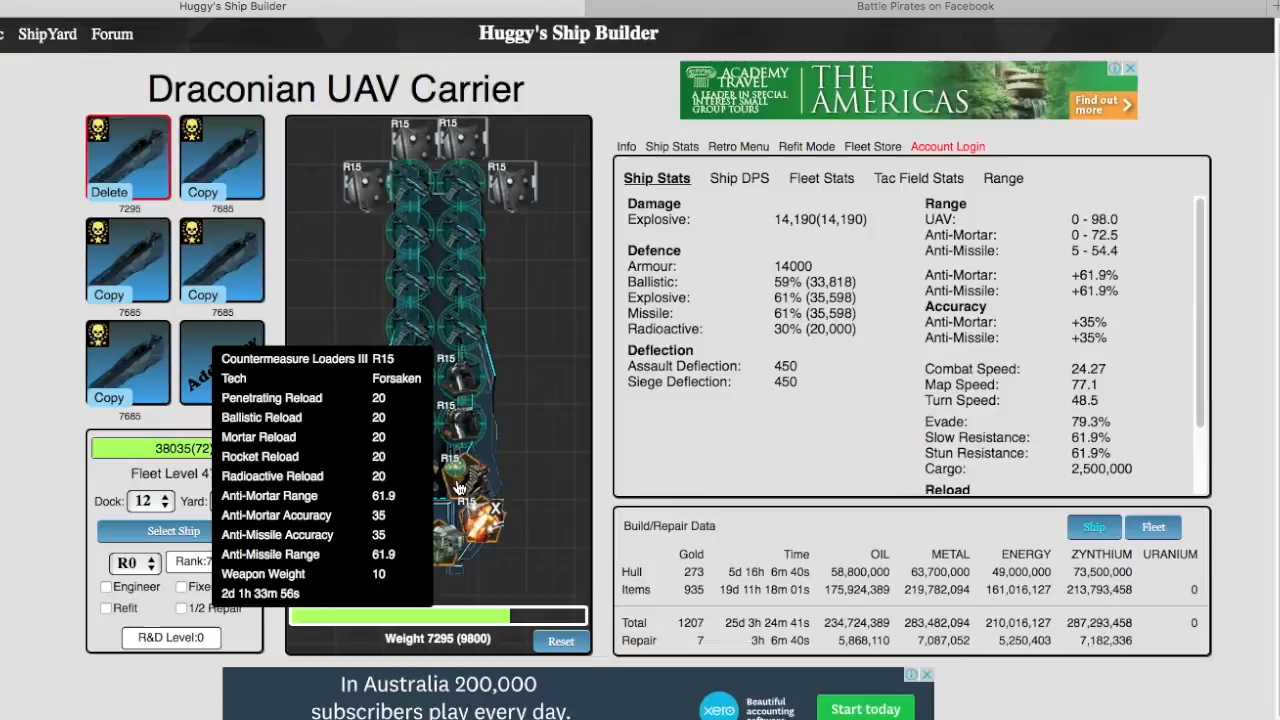 Huggy's Ship Builder
Battle Pirates on Facebook
ShipYard Forum
Huggy's Ship Builder
Draconian UAV Carrier
ACADEMY TRAVEL
A LEADER IN SPECIAL INTEREST SMALL GROUP TOURS
THE AMERICAS
Find out more
Delete
7295
Copy
7685
Copy
7685
Copy
7685
Copy
7685
R15 R15
R15 R15
R15
R15
R15
R15
X
Info Ship Stats Retro Menu Refit Mode Fleet Store Account Login
Ship Stats Ship DPS Fleet Stats Tac Field Stats Range
Damage
Explosive: 14,190(14,190)
Defence
Armour: 14000
Ballistic: 59% (33,818)
Explosive: 61% (35,598)
Missile: 61% (35,598)
Radioactive: 30% (20,000)
Deflection
Assault Deflection: 450
Siege Deflection: 450
Range
UAV: 0 - 98.0
Anti-Mortar: 0 - 72.5
Anti-Missile: 5 - 54.4
Anti-Mortar: +61.9%
Anti-Missile: +61.9%
Accuracy
Anti-Mortar: +35%
Anti-Missile: +35%
Combat Speed: 24.27
Map Speed: 77.1
Turn Speed: 48.5
Evade: 79.3%
Slow Resistance: 61.9%
Stun Resistance: 61.9%
Cargo: 2,500,000
Reload
Countermeasure Loaders III R15
Tech Forsaken
Penetrating Reload 20
Ballistic Reload 20
Mortar Reload 20
Rocket Reload 20
Radioactive Reload 20
Anti-Mortar Range 61.9
Anti-Mortar Accuracy 35
Anti-Missile Accuracy 35
Anti-Missile Range 61.9
Weapon Weight 10
2d 1h 33m 56s
38035(72
Fleet Level 4
Dock: 12 Yard:
Select Ship
R0 Rank:7
Engineer Fixe
Refit 1/2 Repair
R&D Level:0
Weight 7295 (9800)
Reset
Build/Repair Data
Ship Fleet
Gold Time OIL METAL ENERGY ZYNTHIUM URANIUM
Hull 273 5d 16h 6m 40s 58,800,000 63,700,000 49,000,000 73,500,000
Items 935 19d 11h 18m 01s 175,924,389 219,782,094 161,016,127 213,793,458 0
Total 1207 25d 3h 24m 41s 234,724,389 283,482,094 210,016,127 287,293,458 0
Repair 7 3h 6m 40s 5,868,110 7,087,052 5,250,403 7,182,336
In Australia 200,000
subscribers play every day.
xero
Beautiful
accounting
Start today